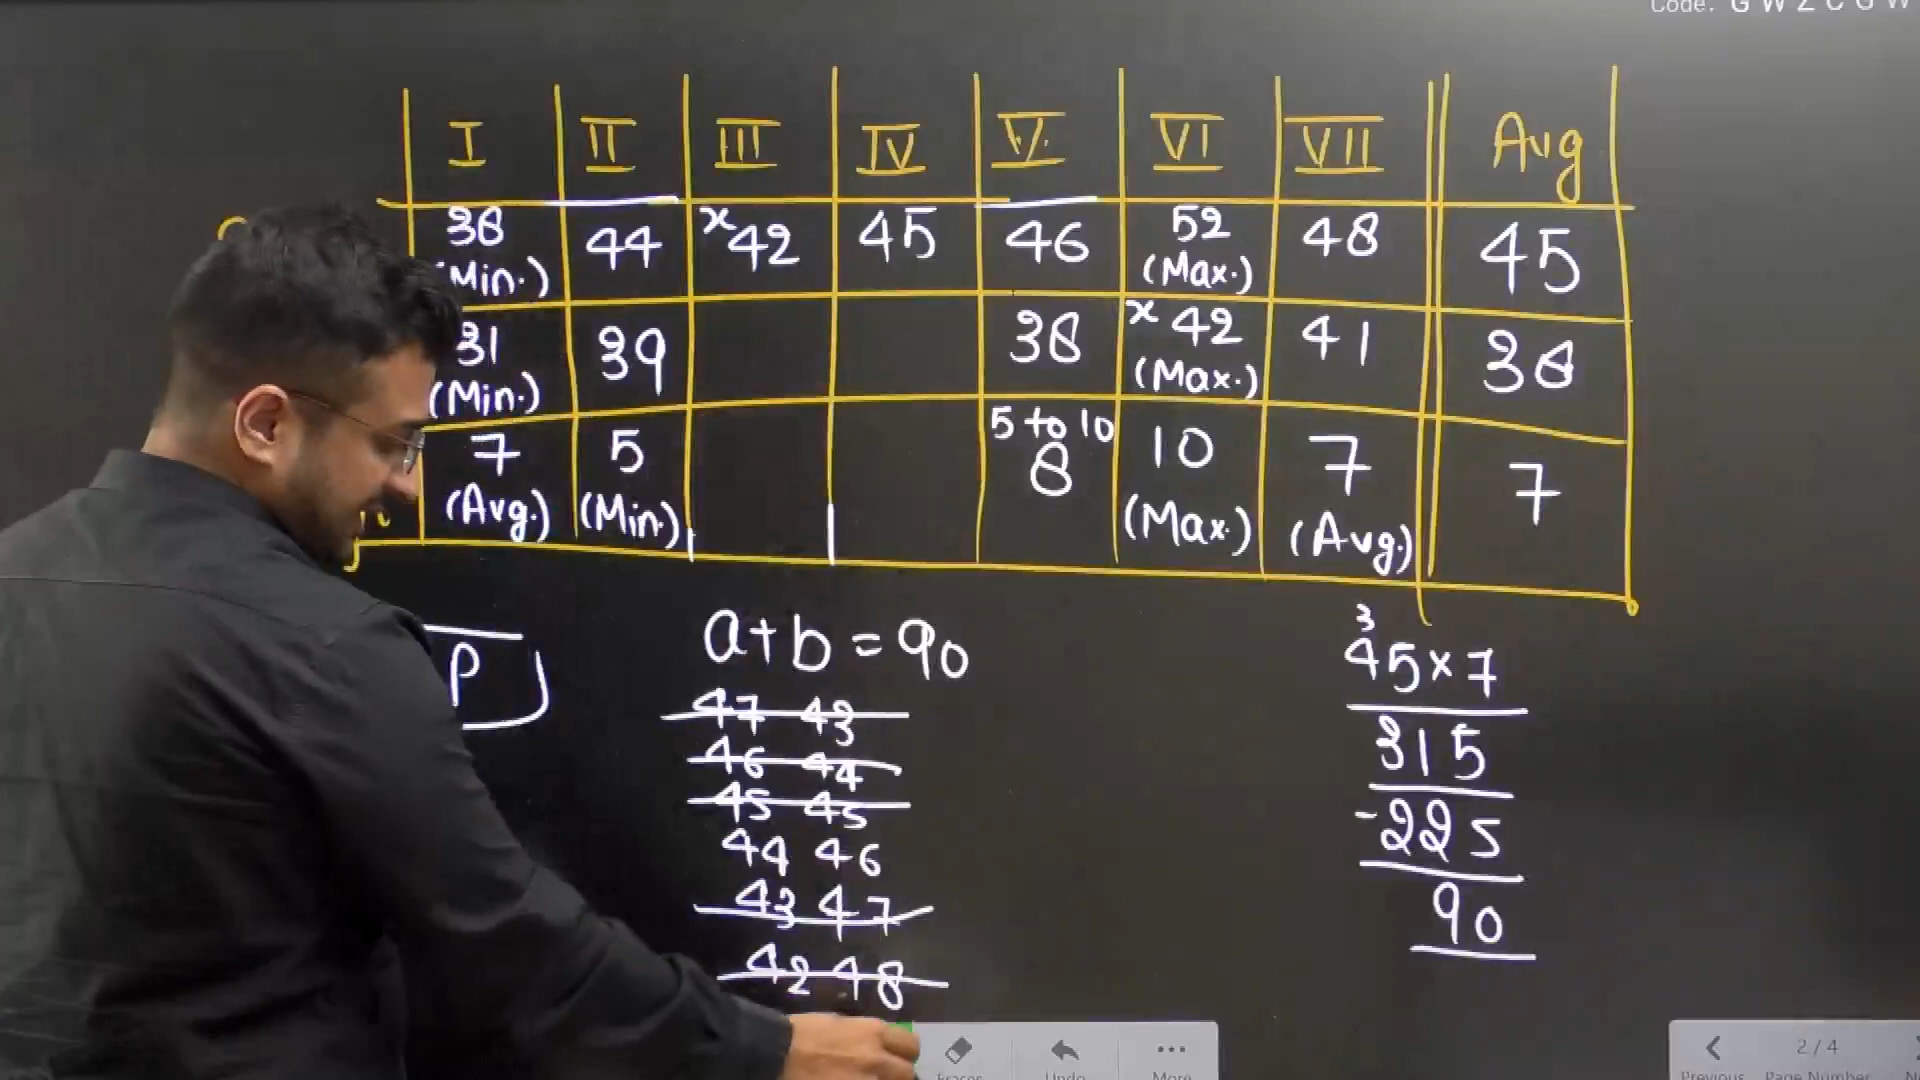 Code: G W Z C G W
I II III IV V VI VII Avg
38 44 x42 45 46 52 48 45
(Min.) (Max.)
31 39 38 x 42 41 38
(Min.) (Max.)
7 5 5 to 10 10 7 7
8
(Avg.) (Min.) (Max.) (Avg.)
P
a+b=90
47 43
46 44
45 45
44 46
43 47
42 48
3
45x7
315
-225
90
Eraser Undo More
2/4
Previous Page Number